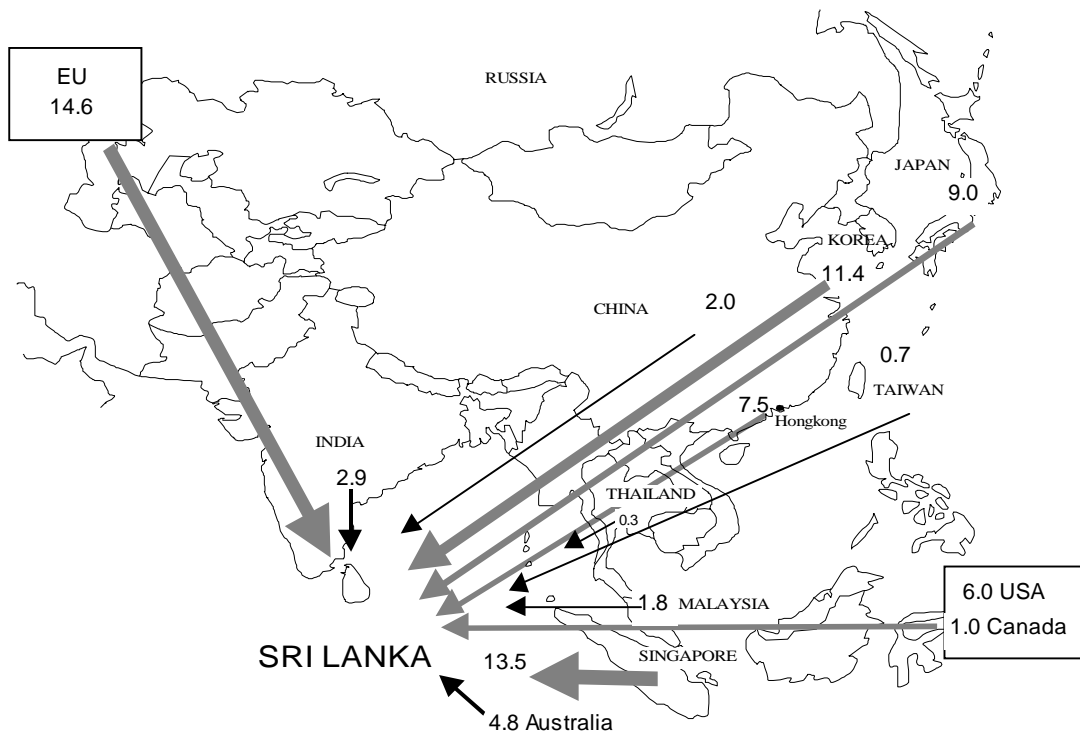 EU
14.6
RUSSIA
JAPAN
9.0
KOREA
11.4
CHINA
2.0
0.7
TAIWAN
7.5
Hongkong
INDIA
2.9
THAILAND
0.3
1.8 MALAYSIA
6.0 USA
1.0 Canada
SRI LANKA
13.5
SINGAPORE
4.8 Australia